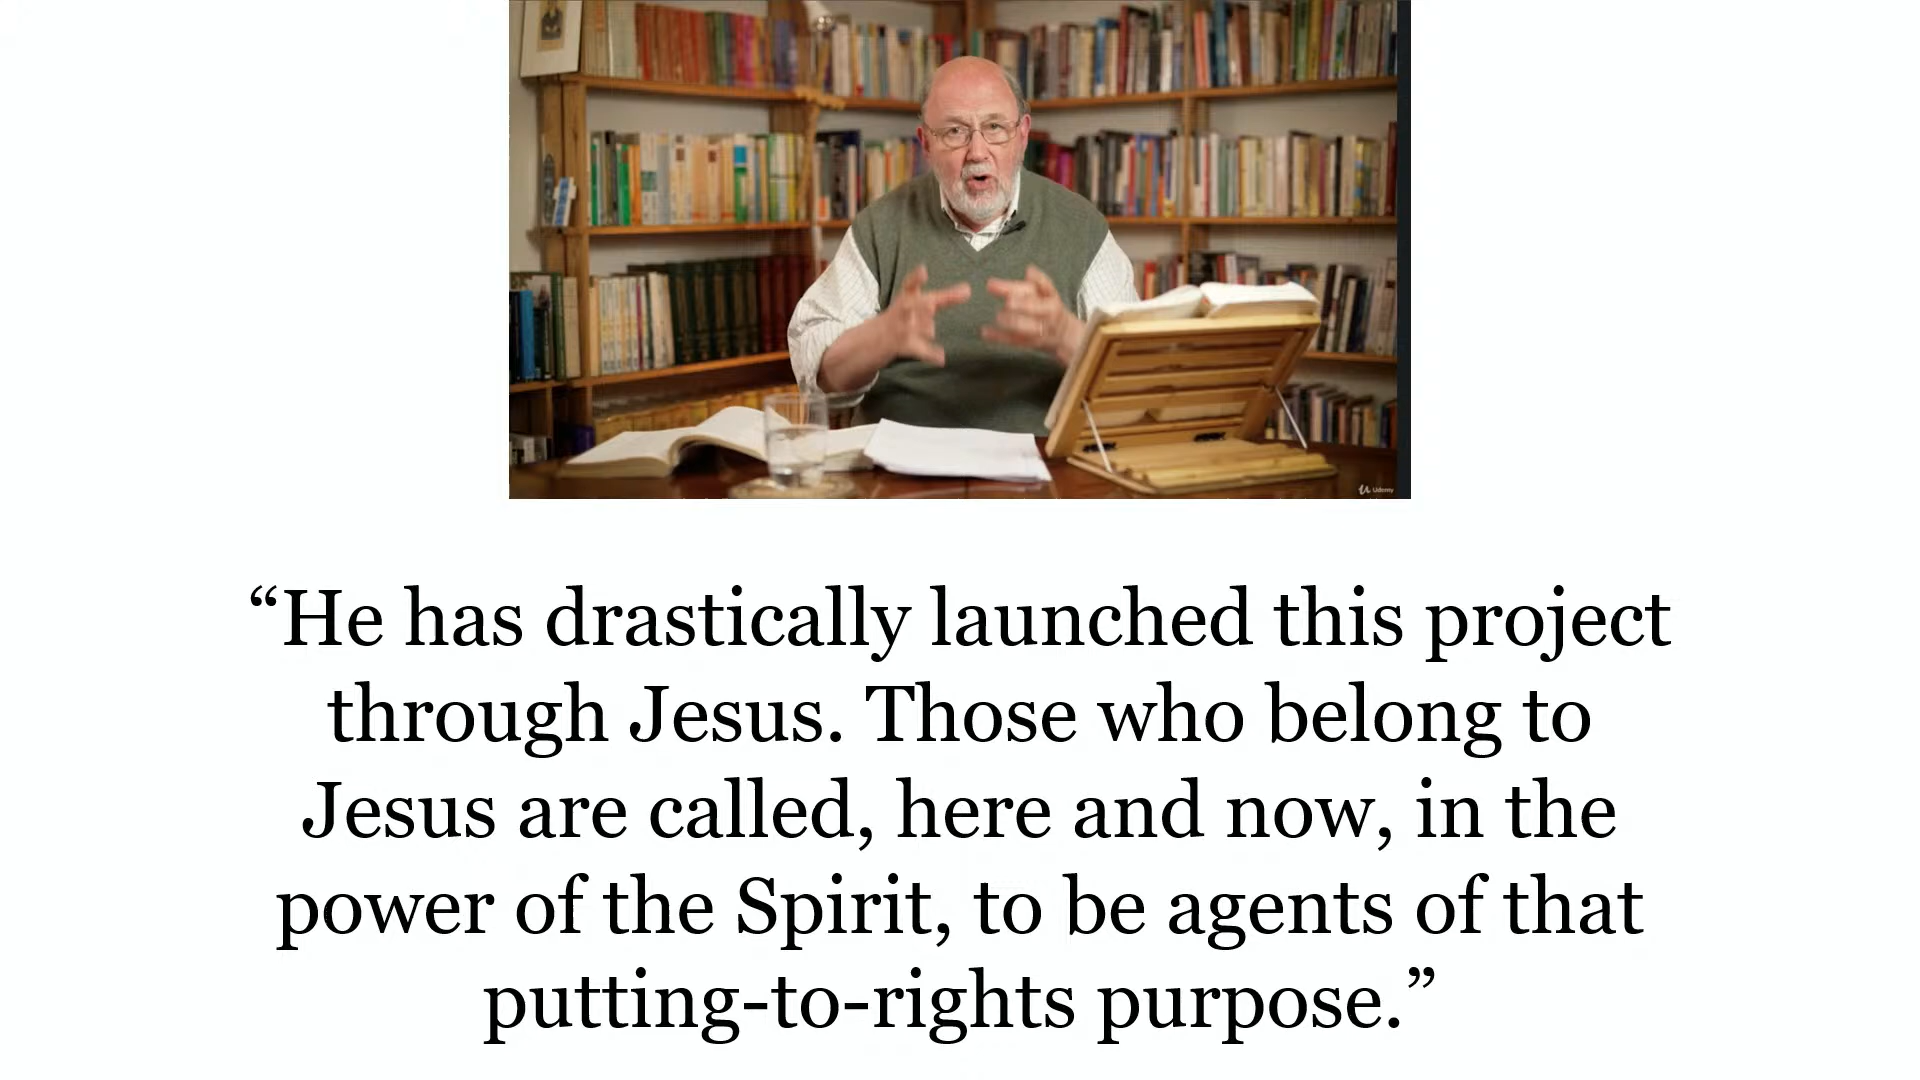 Udemy
“He has drastically launched this project
through Jesus. Those who belong to
Jesus are called, here and now, in the
power of the Spirit, to be agents of that
putting-to-rights purpose.”